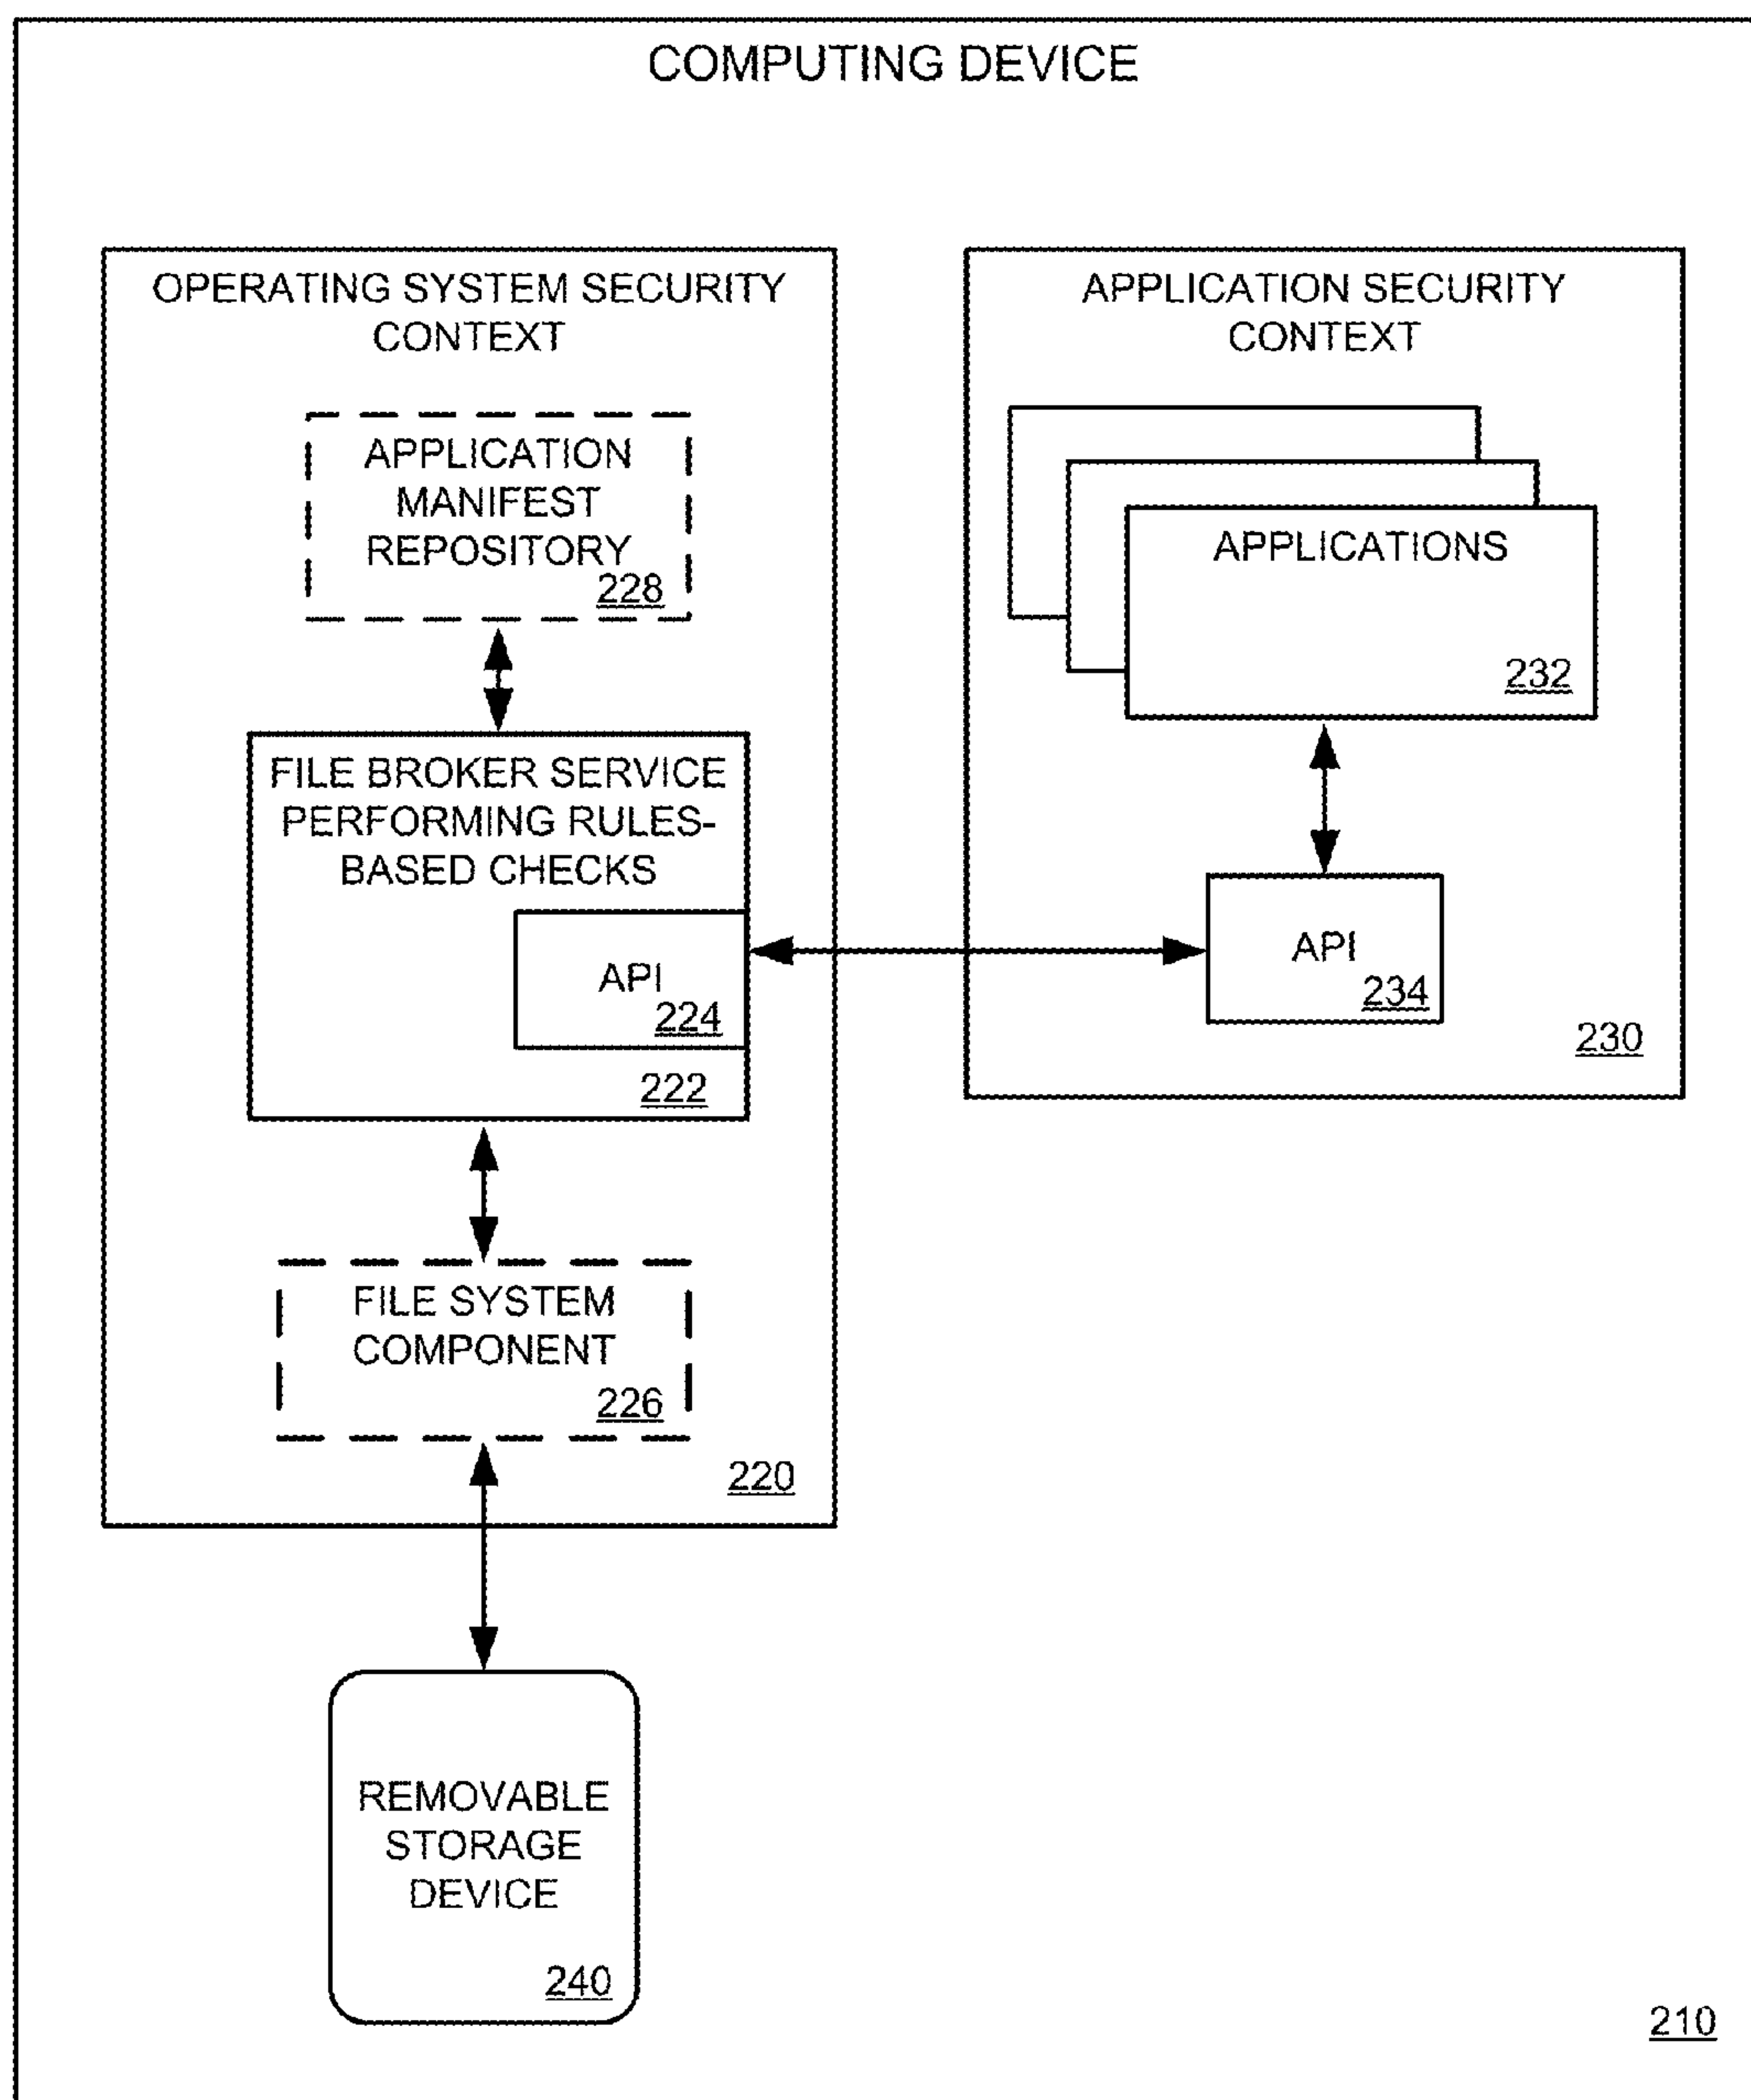 COMPUTING DEVICE
OPERATING SYSTEM SECURITY
CONTEXT
APPLICATION
MANIFEST
REPOSITORY
228
FILE BROKER SERVICE
PERFORMING RULES-
BASED CHECKS
API
224
222
FILE SYSTEM
COMPONENT
226
220
APPLICATION SECURITY
CONTEXT
APPLICATIONS
232
API
234
230
REMOVABLE
STORAGE
DEVICE
240
210